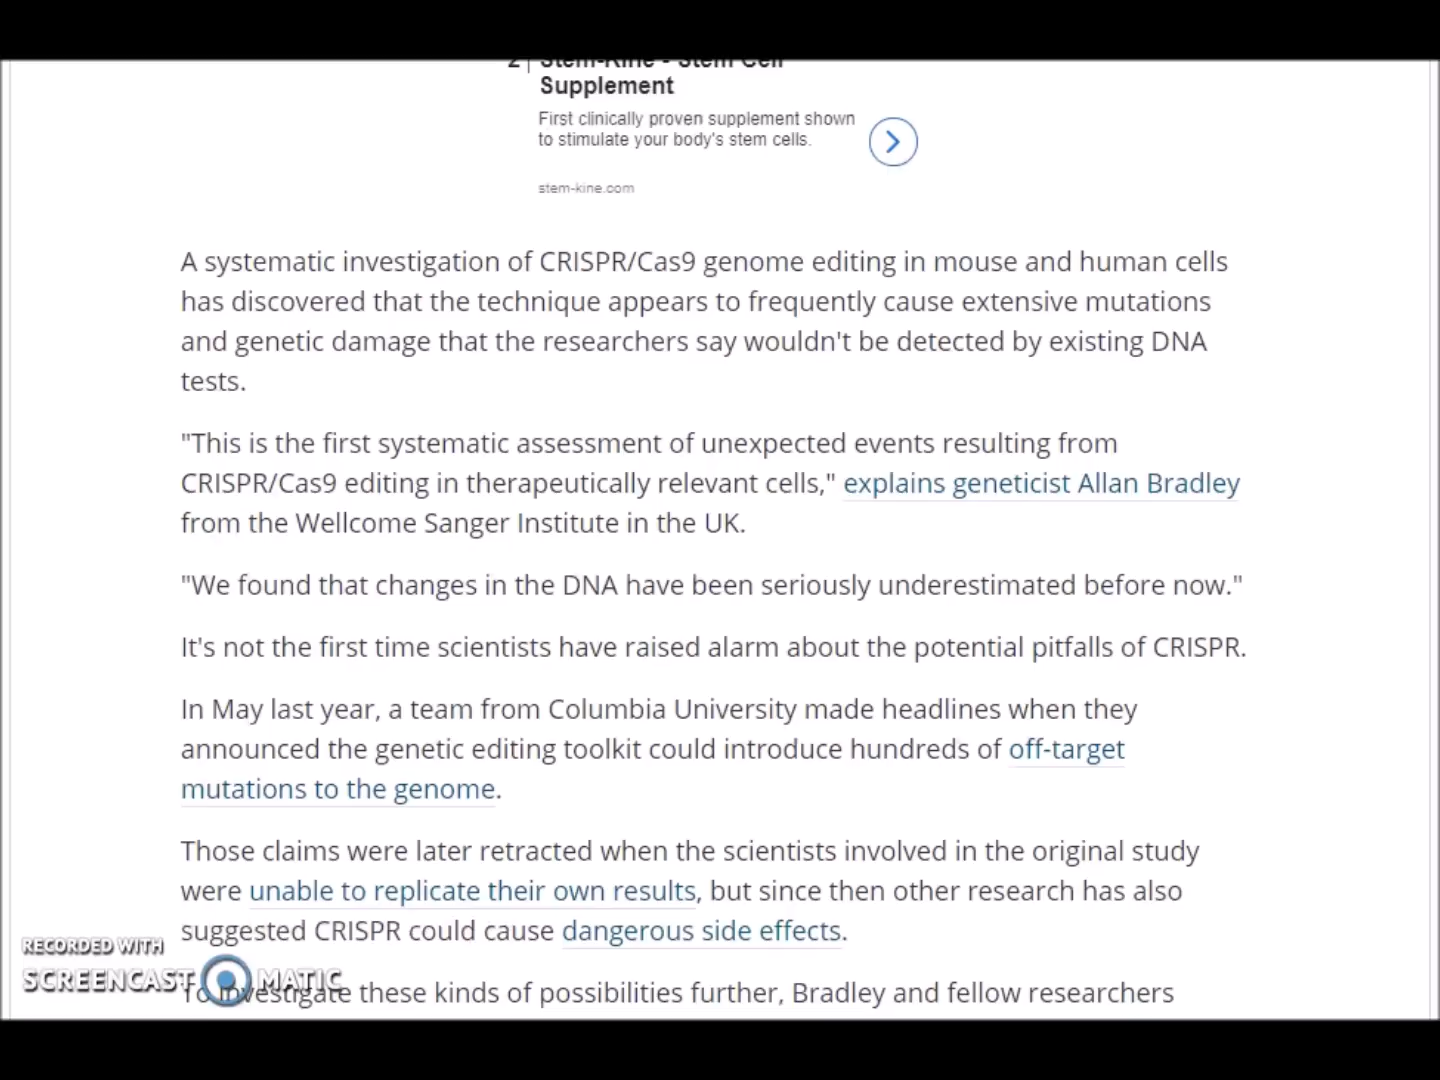 2 | Stem-Kine - Stem Cell
Supplement
First clinically proven supplement shown
to stimulate your body's stem cells.
stem-kine.com
A systematic investigation of CRISPR/Cas9 genome editing in mouse and human cells
has discovered that the technique appears to frequently cause extensive mutations
and genetic damage that the researchers say wouldn't be detected by existing DNA
tests.
"This is the first systematic assessment of unexpected events resulting from
CRISPR/Cas9 editing in therapeutically relevant cells," explains geneticist Allan Bradley
from the Wellcome Sanger Institute in the UK.
"We found that changes in the DNA have been seriously underestimated before now."
It's not the first time scientists have raised alarm about the potential pitfalls of CRISPR.
In May last year, a team from Columbia University made headlines when they
announced the genetic editing toolkit could introduce hundreds of off-target
mutations to the genome.
Those claims were later retracted when the scientists involved in the original study
were unable to replicate their own results, but since then other research has also
suggested CRISPR could cause dangerous side effects.
RECORDED WITH
SCREENCAST MATIC
To investigate these kinds of possibilities further, Bradley and fellow researchers